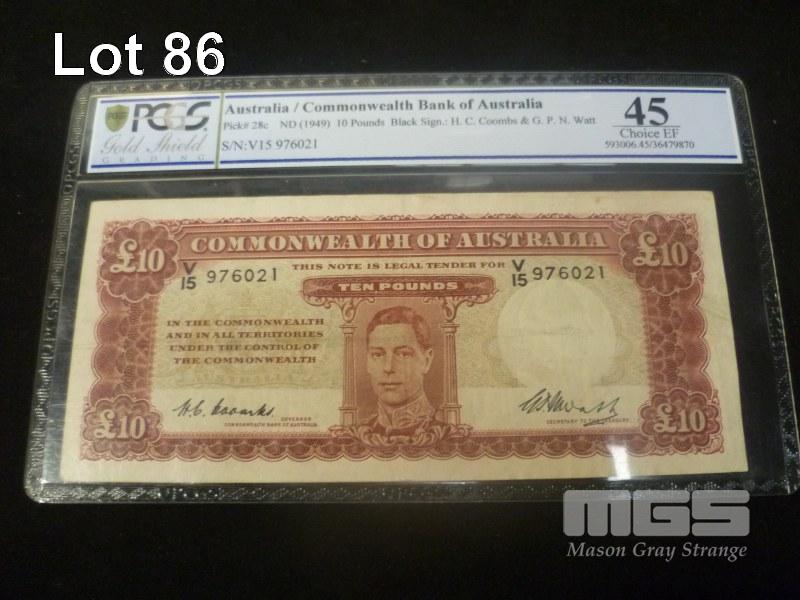 Lot 86
PCGS
Gold Shield
GRADING
Australia / Commonwealth Bank of Australia
Pick# 28c ND (1949) 10 Pounds Black Sign.: H. C. Coombs & G. P. N. Watt
S/N:V15 976021
45
Choice EF
593006.45/36479870
£10
COMMONWEALTH OF AUSTRALIA
£10
V
15 976021
THIS NOTE IS LEGAL TENDER FOR
V
15 976021
TEN POUNDS
IN THE COMMONWEALTH
AND IN ALL TERRITORIES
UNDER THE CONTROL OF
THE COMMONWEALTH
H.C. Coombs.
GOVERNOR
COMMONWEALTH BANK OF AUSTRALIA
SECRETARY TO THE TREASURY
£10
£10
MGS
Mason Gray Strange